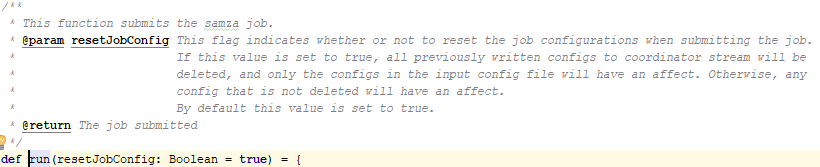 /**
 * This function submits the samza job.
 * @param resetJobConfig This flag indicates whether or not to reset the job configurations when submitting the job.
 *                       If this value is set to true, all previously written configs to coordinator stream will be
 *                       deleted, and only the configs in the input config file will have an affect. Otherwise, any
 *                       config that is not deleted will have an affect.
 *                       By default this value is set to true.
 * @return The job submitted
 */
def run(resetJobConfig: Boolean = true) = {